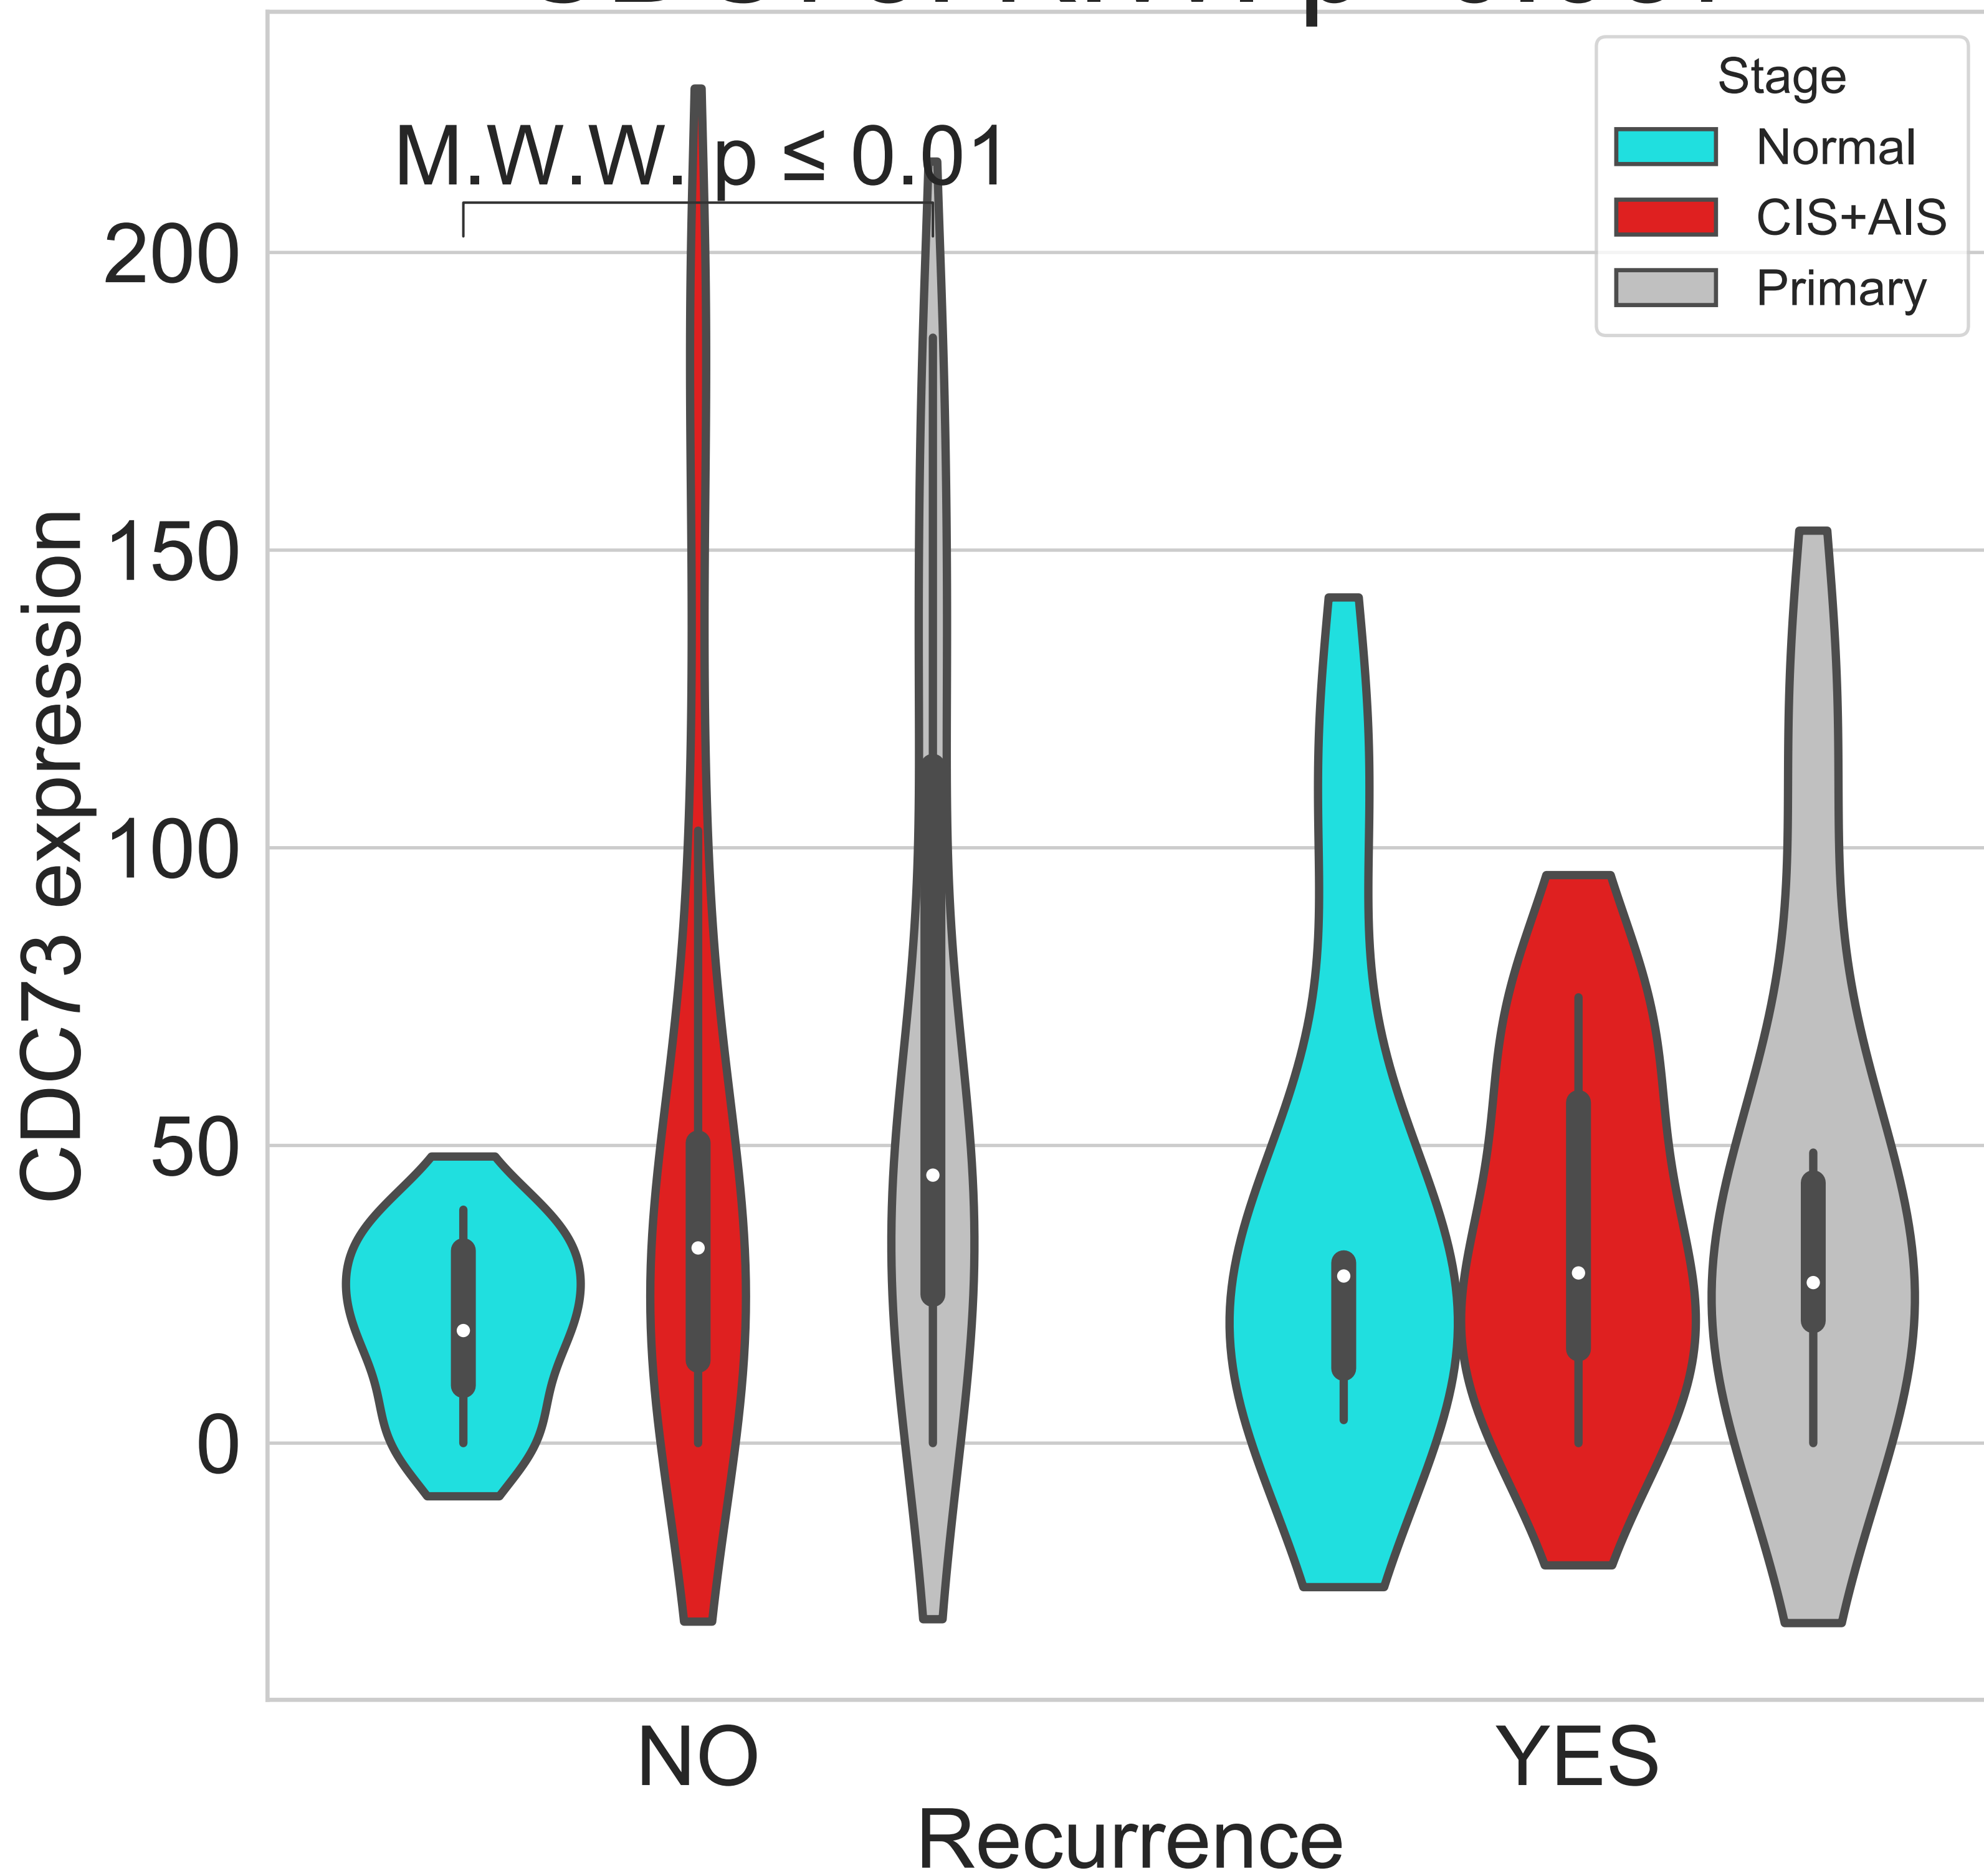 M.W.W. p ≤ 0.01
Stage
Normal
CIS+AIS
Primary
200
150
100
50
0
CDC73 expression
NO
YES
Recurrence